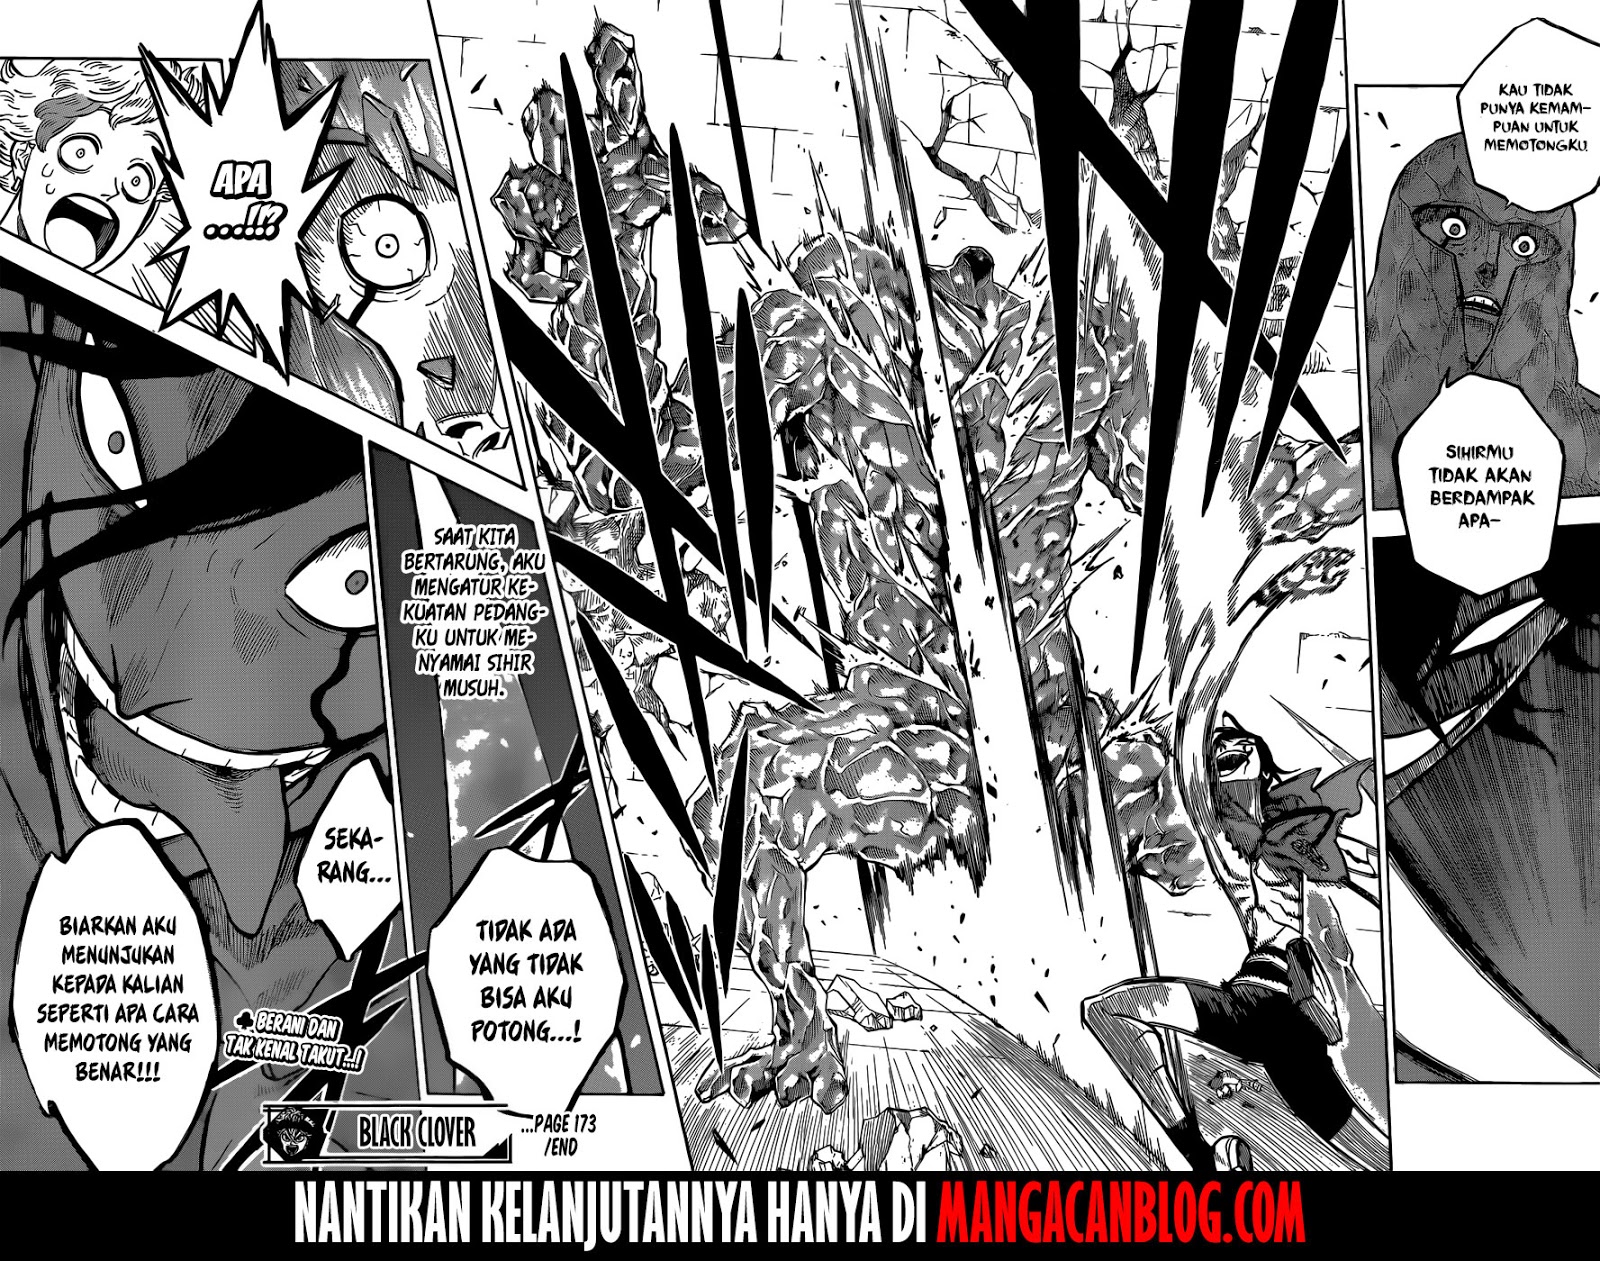 KAU TIDAK
PUNYA KEMAM-
PUAN UNTUK
MEMOTONGKU.
SIHIRMU
TIDAK AKAN
BERDAMPAK
APA-
APA
...!!!?
SAAT KITA
BERTARUNG, AKU
MENGATUR KE-
KUATAN PEDANG-
KU UNTUK ME-
NYAMAI SIHIR
MUSUH.
TIDAK ADA
YANG TIDAK
BISA AKU
POTONG...!
SEKA-
RANG...
BIARKAN AKU
MENUNJUKAN
KEPADA KALIAN
SEPERTI APA CARA
MEMOTONG YANG
BENAR!!!
♣ BERANI DAN
TAK KENAL TAKUT...!
BLACK CLOVER
...PAGE 173
/END
NANTIKAN KELANJUTANNYA HANYA DI MANGACANBLOG.COM